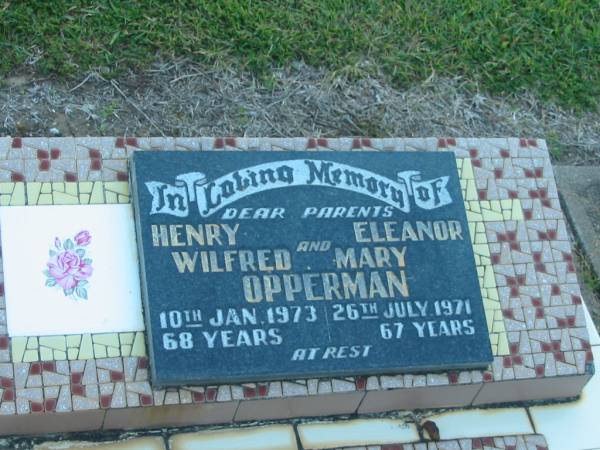 In Loving Memory of
DEAR PARENTS
HENRY AND ELEANOR
WILFRED MARY
OPPERMAN
10TH JAN. 1973 26TH JULY. 1971
68 YEARS 67 YEARS
AT REST